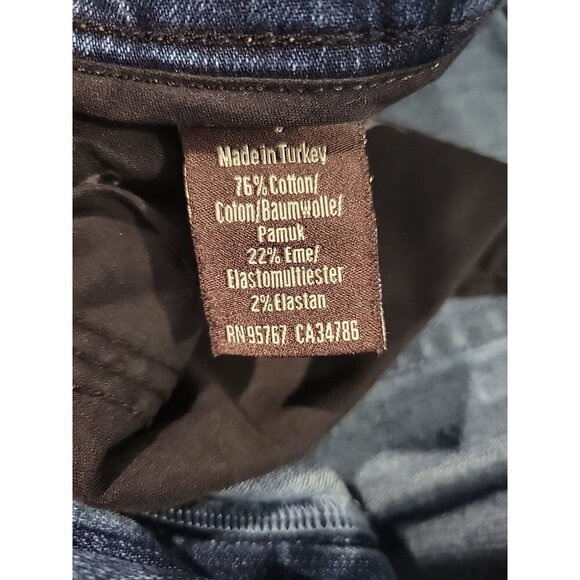 Made in Turkey
76% Cotton/
Coton/Baumwolle/
Pamuk
22% Eme/
Elastomultiester
2% Elastan
RN 95767 CA34786